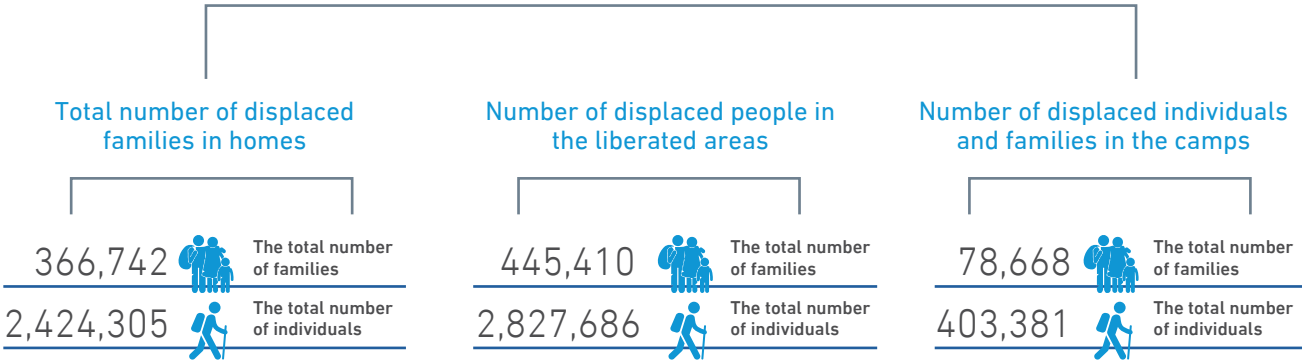 Total number of displaced
families in homes
366,742
The total number
of families
2,424,305
The total number
of individuals
Number of displaced people in
the liberated areas
445,410
The total number
of families
2,827,686
The total number
of individuals
Number of displaced individuals
and families in the camps
78,668
The total number
of families
403,381
The total number
of individuals